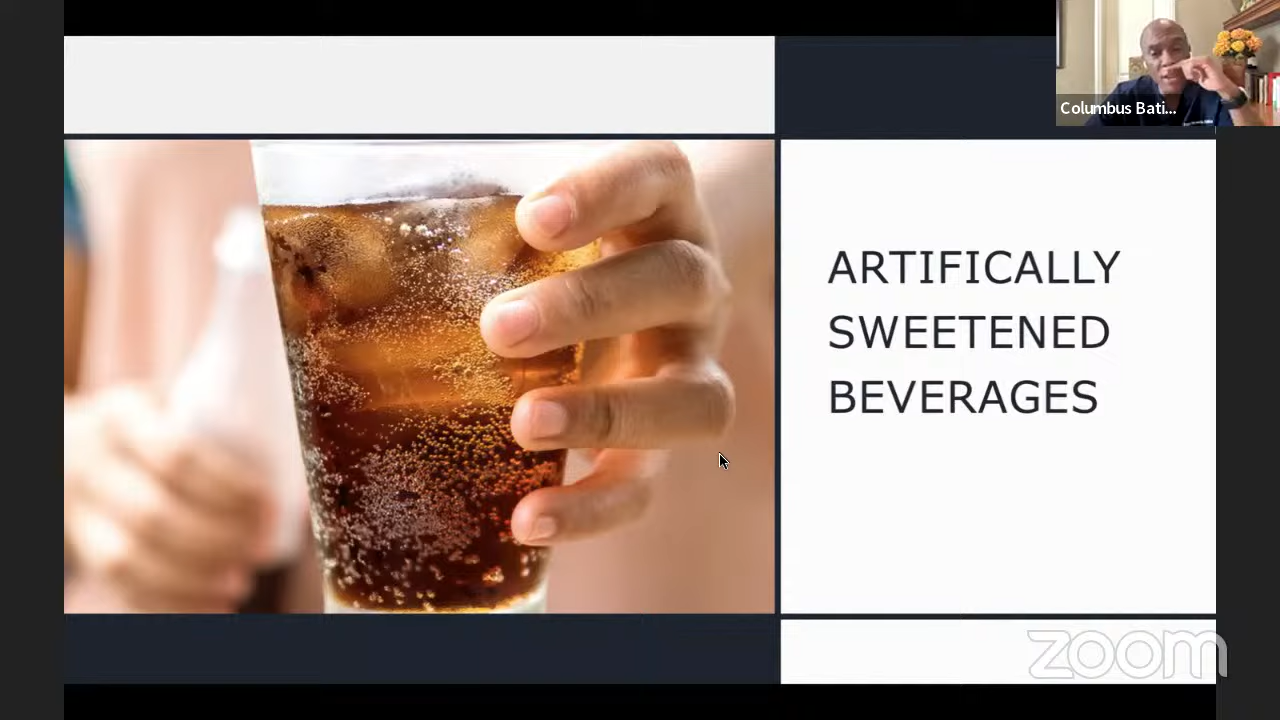 Columbus Bati...
ARTIFICALLY
SWEETENED
BEVERAGES
zoom